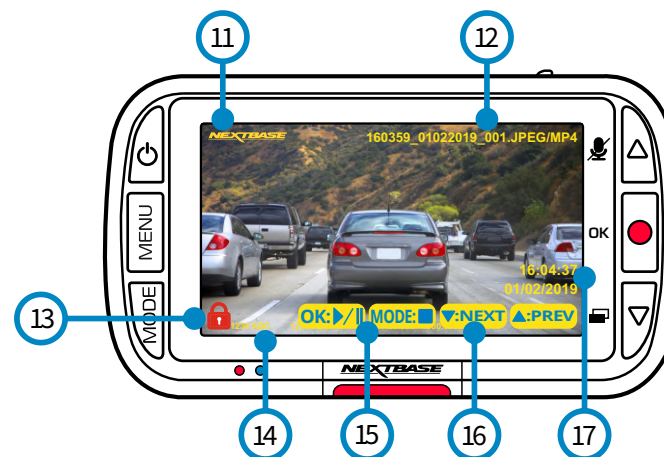 11
12
NEXTBASE
160359_01022019_001.JPEG/MP4
MENU
OK
16:04:37
01/02/2019
13
MODE
OK:▶/II MODE:■ ▼:NEXT ▲:PREV
NEXTBASE
14
15
16
17